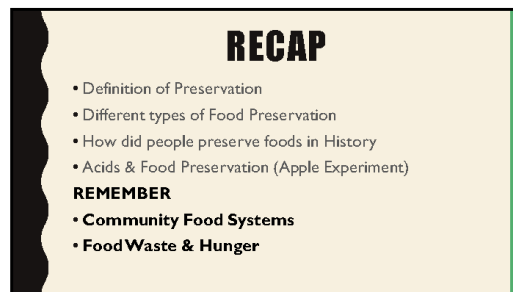 RECAP
• Definition of Preservation
• Different types of Food Preservation
• How did people preserve foods in History
• Acids & Food Preservation (Apple Experiment)
REMEMBER
• Community Food Systems
• Food Waste & Hunger